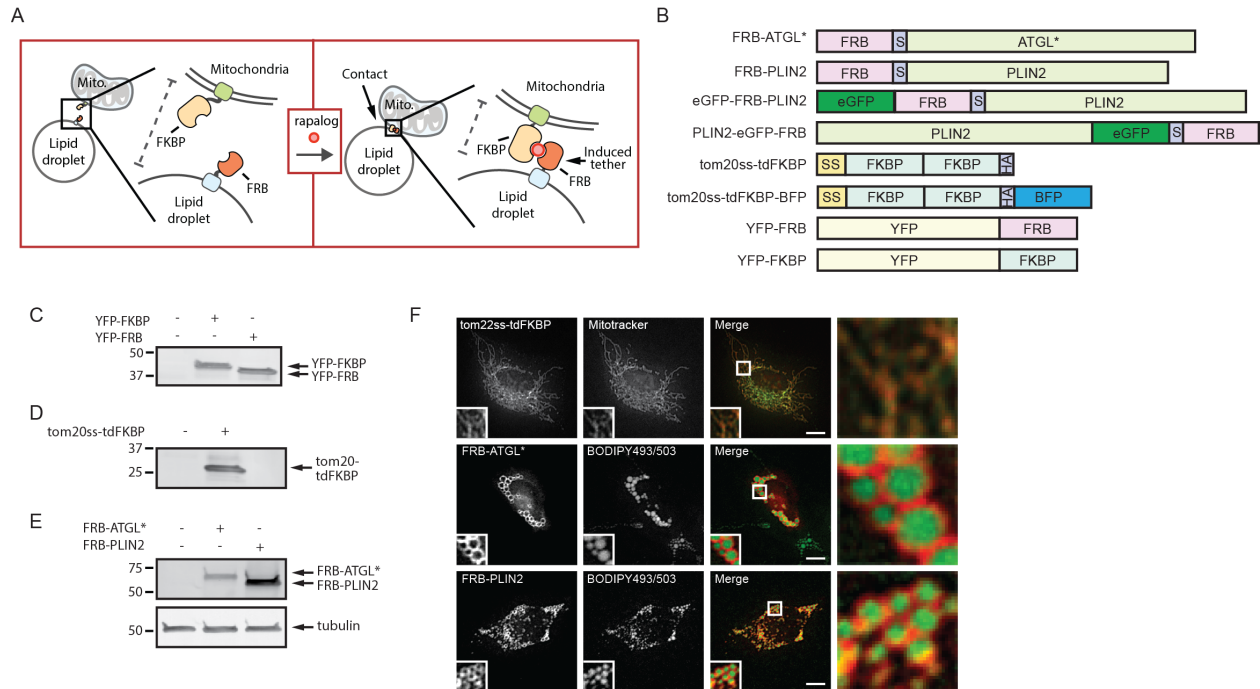 A
Mito.
Lipid
droplet
Mitochondria
FKBP
FRB
Lipid
droplet
rapalog
Contact
Mito.
Lipid
droplet
Mitochondria
FKBP
Induced
tether
FRB
Lipid
droplet
B
FRB-ATGL* FRB S ATGL*
FRB-PLIN2 FRB S PLIN2
eGFP-FRB-PLIN2 eGFP FRB S PLIN2
PLIN2-eGFP-FRB PLIN2 eGFP S FRB
tom20ss-tdFKBP SS FKBP FKBP HA
tom20ss-tdFKBP-BFP SS FKBP FKBP HA BFP
YFP-FRB YFP FRB
YFP-FKBP YFP FKBP
C
YFP-FKBP - + -
YFP-FRB - - +
50
37
YFP-FKBP
YFP-FRB
D
tom20ss-tdFKBP - +
37
25
tom20-
tdFKBP
E
FRB-ATGL* - + -
FRB-PLIN2 - - +
75
50
FRB-ATGL*
FRB-PLIN2
50
tubulin
F
tom22ss-tdFKBP Mitotracker Merge
FRB-ATGL* BODIPY493/503 Merge
FRB-PLIN2 BODIPY493/503 Merge